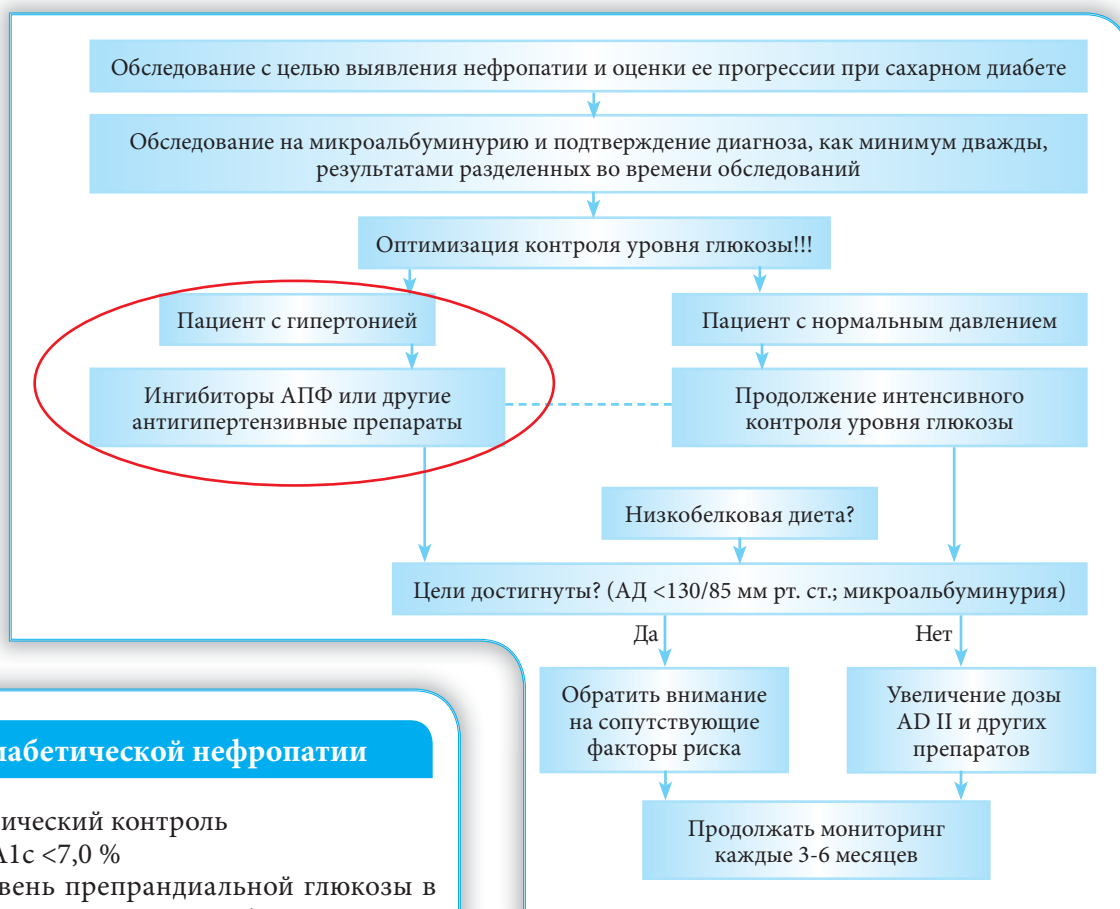 Обследование с целью выявления нефропатии и оценки ее прогрессии при сахарном диабете
Обследование на микроальбуминурию и подтверждение диагноза, как минимум дважды,
результатами разделенных во времени обследований
Оптимизация контроля уровня глюкозы!!!
Пациент с гипертонией
Пациент с нормальным давлением
Ингибиторы АПФ или другие
антигипертензивные препараты
Продолжение интенсивного
контроля уровня глюкозы
Низкобелковая диета?
Цели достигнуты? (АД <130/85 мм рт. ст.; микроальбуминурия)
Да
Нет
Обратить внимание
на сопутствующие
факторы риска
Увеличение дозы
AD II и других
препаратов
Продолжать мониторинг
каждые 3-6 месяцев
нефропатии
контроль
A1c <7,0 %
препрандиальной глюкозы в